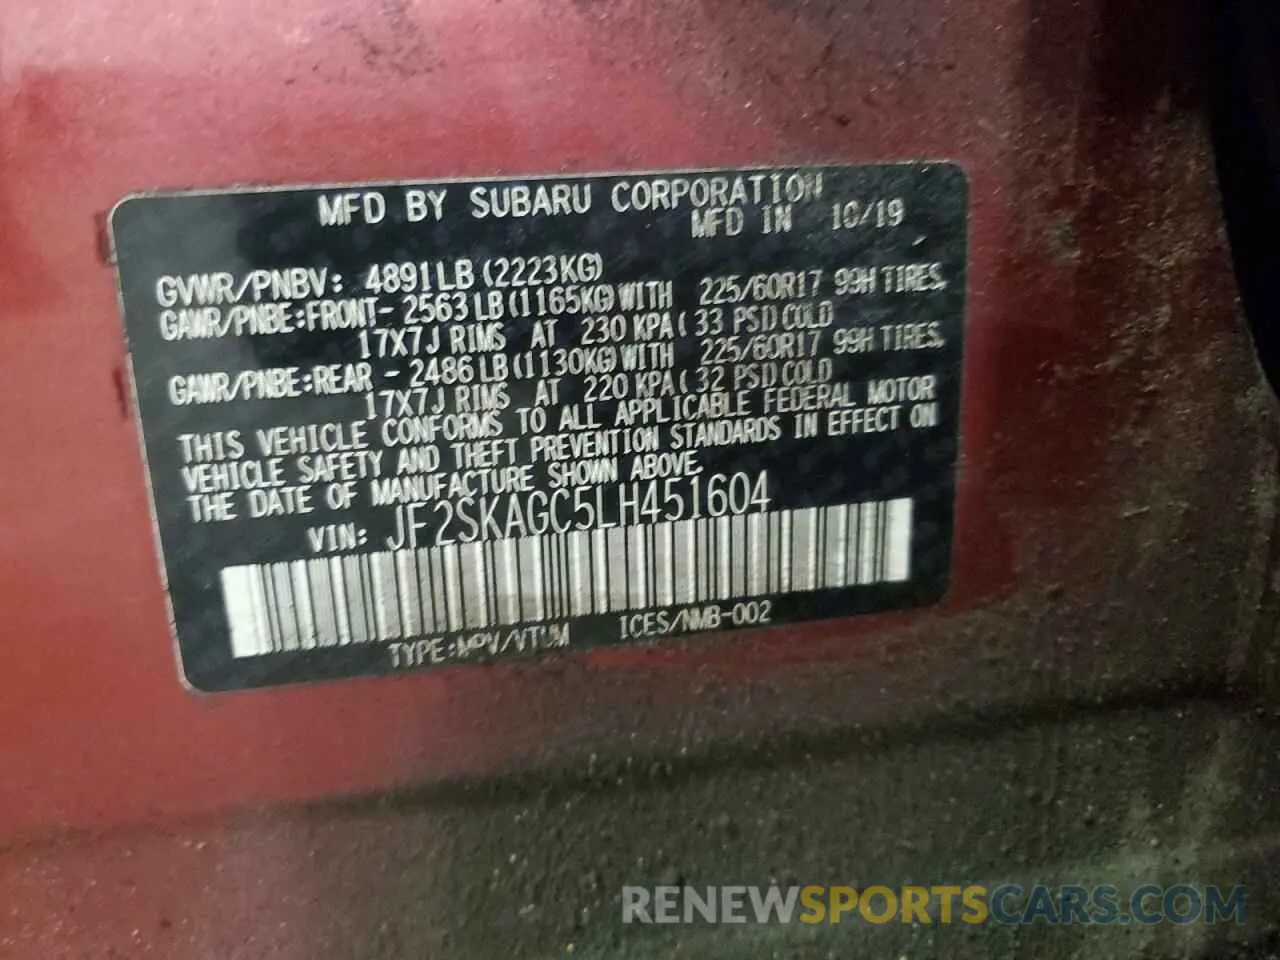 MFD BY SUBARU CORPORATION
MFD IN 10/19
GVWR/PNBV: 4891LB (2223KG)
GAWR/PNBE:FRONT- 2563 LB(1165KG)WITH 225/60R17 99H TIRES,
17X7J RIMS AT 230 KPA( 33 PSI)COLD
GAWR/PNBE:REAR - 2486 LB(1130KG)WITH 225/60R17 99H TIRES,
17X7J RIMS AT 220 KPA( 32 PSI)COLD
THIS VEHICLE CONFORMS TO ALL APPLICABLE FEDERAL MOTOR
VEHICLE SAFETY AND THEFT PREVENTION STANDARDS IN EFFECT ON
THE DATE OF MANUFACTURE SHOWN ABOVE.
VIN: JF2SKAGC5LH451604
TYPE:MPV/VTUM ICES/NMB-002
RENEWSPORTSCARS.COM